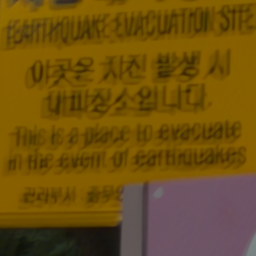 EARTHQUAKE EVACUATION SITE
이곳은 지진 발생 시
대피장소입니다.
This is a place to evacuate
in the event of earthquakes